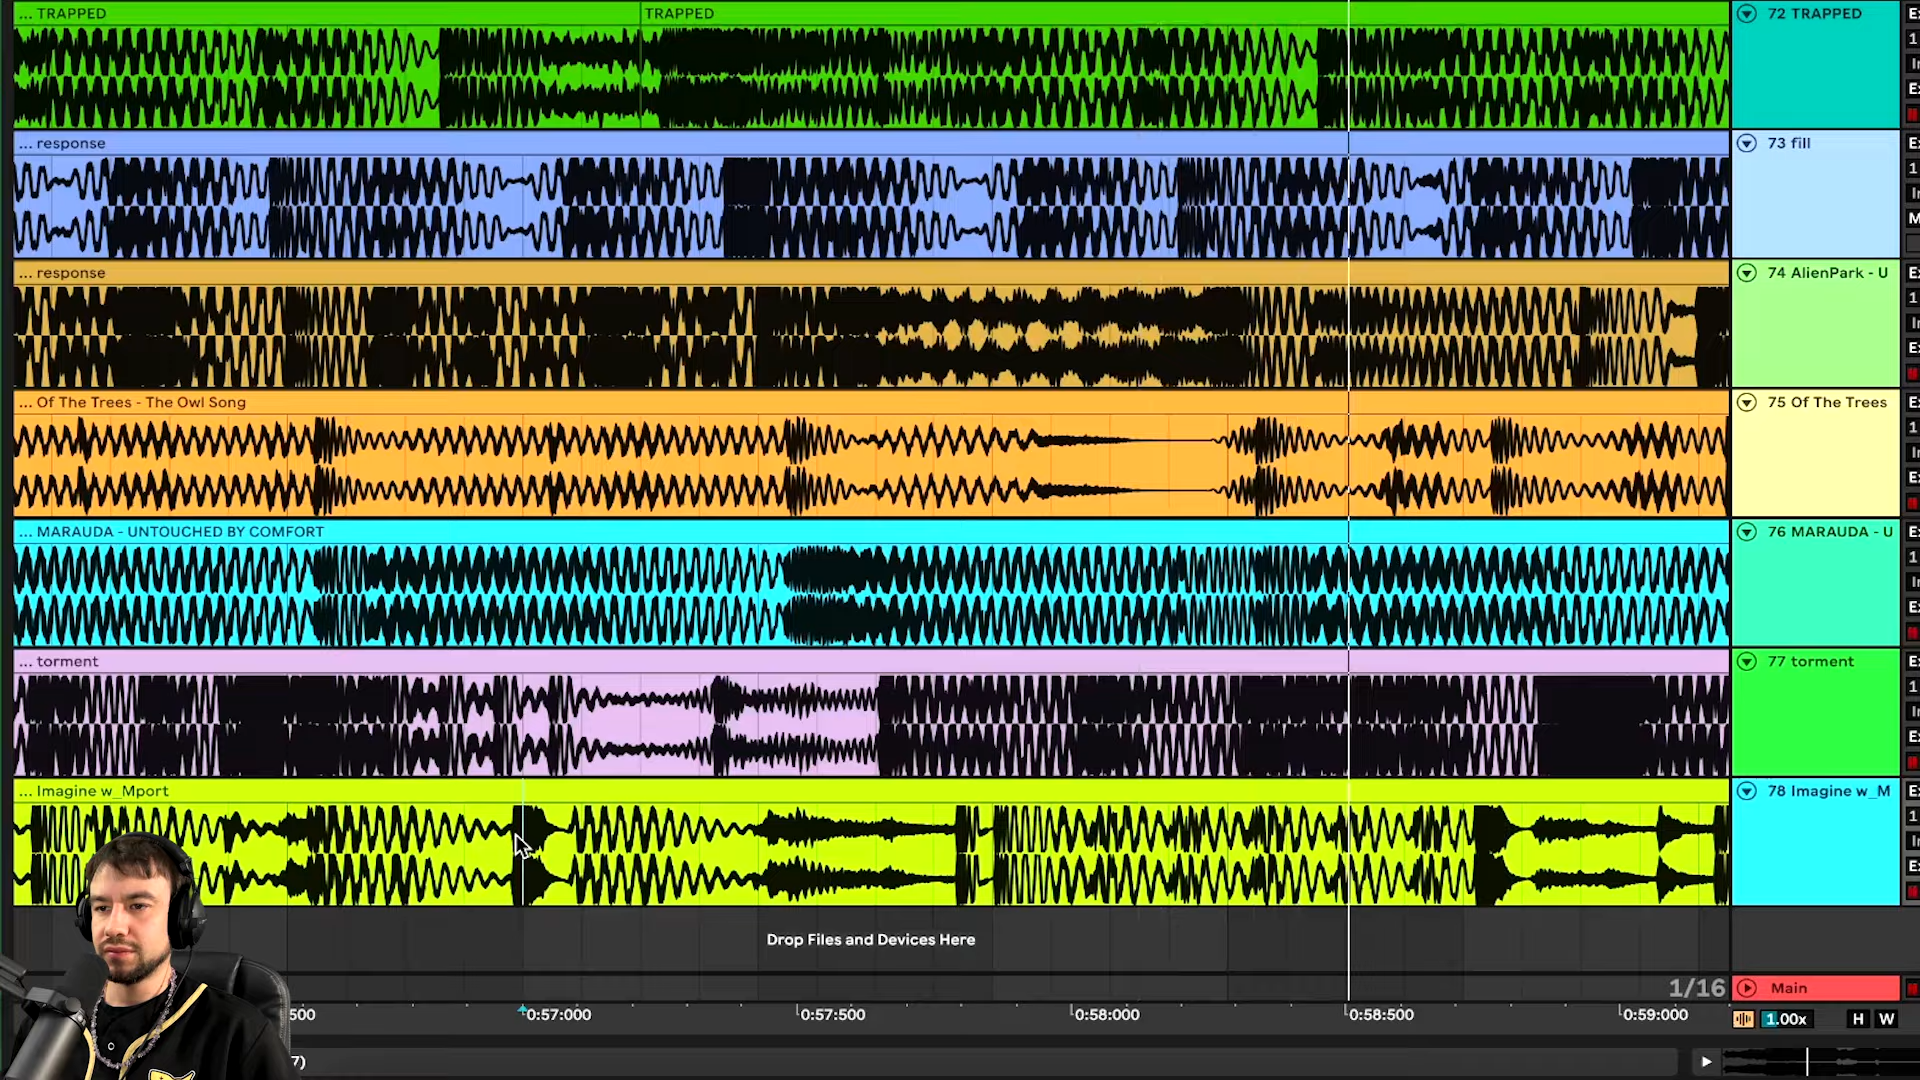 ... TRAPPED
TRAPPED
72 TRAPPED
... response
73 fill
... response
74 AlienPark - U
... Of The Trees - The Owl Song
75 Of The Trees
... MARAUDA - UNTOUCHED BY COMFORT
76 MARAUDA - U
... torment
77 torment
... Imagine w_Mport
78 Imagine w_M
Drop Files and Devices Here
1/16
Main
500
0:57:000
0:57:500
0:58:000
0:58:500
0:59:000
1.00x
H
W
7)